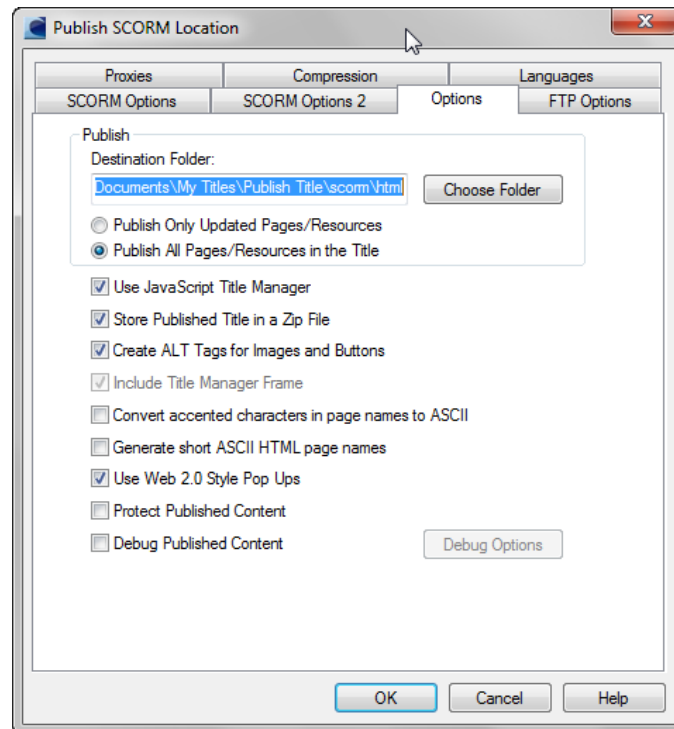 Publish SCORM Location
Proxies Compression Languages
SCORM Options SCORM Options 2 Options FTP Options
Publish
Destination Folder:
Documents\My Titles\Publish Title\scorm\html Choose Folder
Publish Only Updated Pages/Resources
Publish All Pages/Resources in the Title
Use JavaScript Title Manager
Store Published Title in a Zip File
Create ALT Tags for Images and Buttons
Include Title Manager Frame
Convert accented characters in page names to ASCII
Generate short ASCII HTML page names
Use Web 2.0 Style Pop Ups
Protect Published Content
Debug Published Content Debug Options
OK Cancel Help